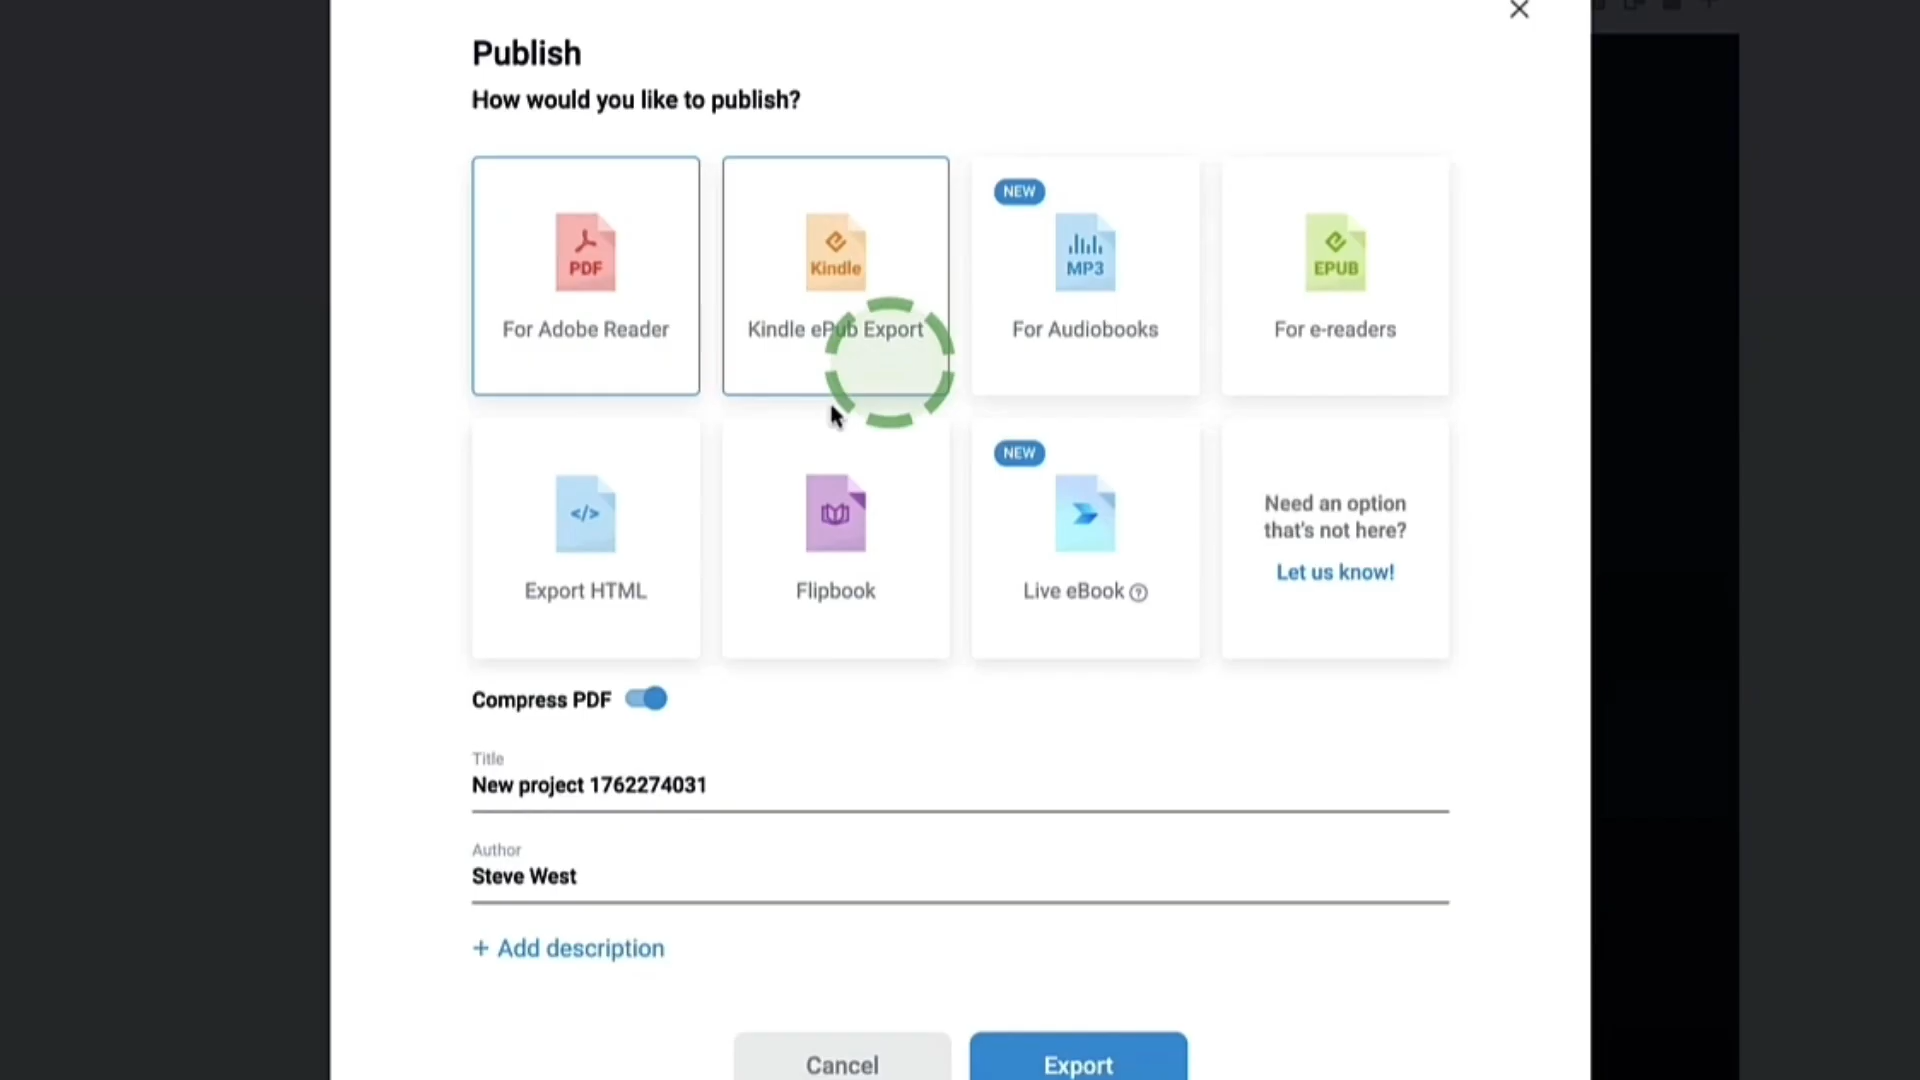 Publish
How would you like to publish?
PDF
For Adobe Reader
Kindle
Kindle ePub Export
NEW
MP3
For Audiobooks
EPUB
For e-readers
</>
Export HTML
Flipbook
NEW
Live eBook ?
Need an option
that's not here?
Let us know!
Compress PDF
Title
New project 1762274031
Author
Steve West
+ Add description
Cancel
Export